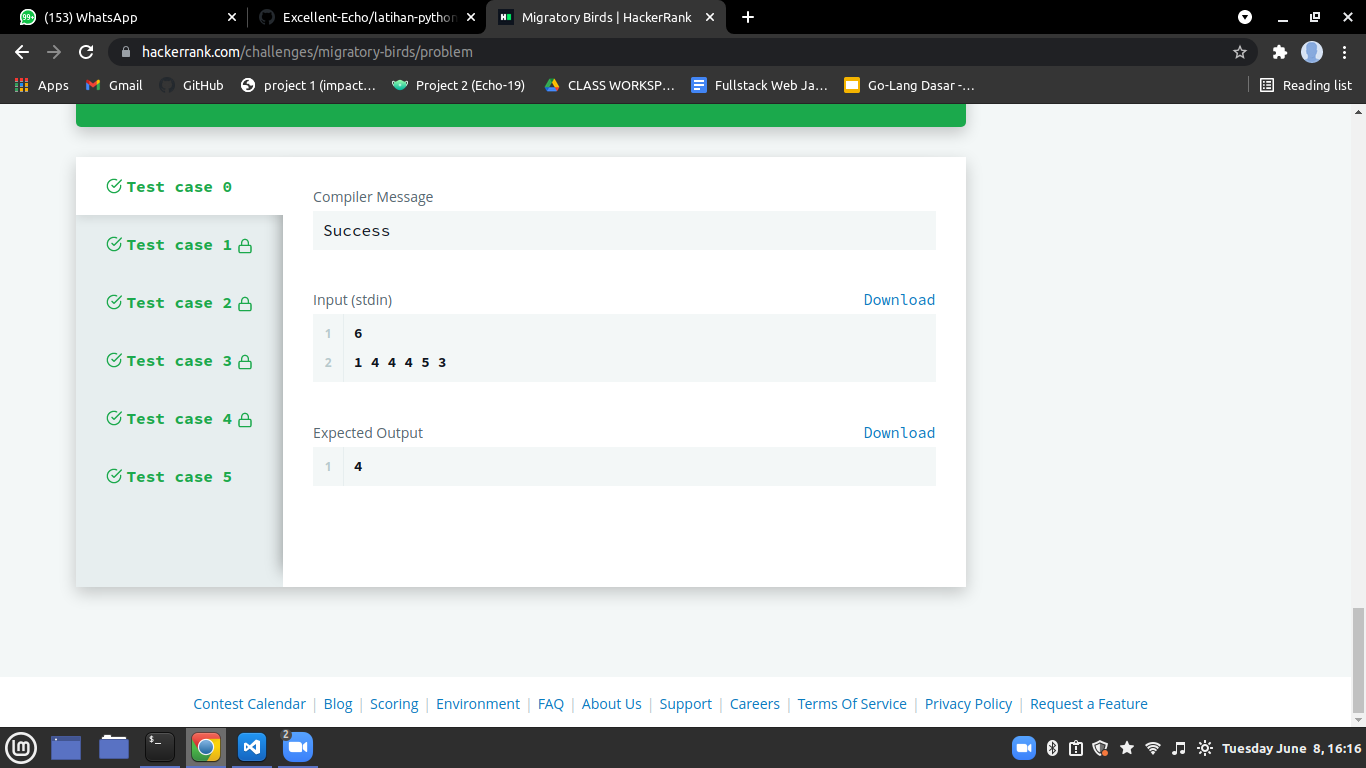 (153) WhatsApp
Excellent-Echo/latihan-python
Migratory Birds | HackerRank
hackerrank.com/challenges/migratory-birds/problem
Apps Gmail GitHub project 1 (impact… Project 2 (Echo-19) CLASS WORKSP… Fullstack Web Ja… Go-Lang Dasar -… Reading list
Test case 0
Test case 1
Test case 2
Test case 3
Test case 4
Test case 5
Compiler Message
Success
Input (stdin) Download
1 6
2 1 4 4 4 5 3
Expected Output Download
1 4
Contest Calendar | Blog | Scoring | Environment | FAQ | About Us | Support | Careers | Terms Of Service | Privacy Policy | Request a Feature
2
Tuesday June 8, 16:16